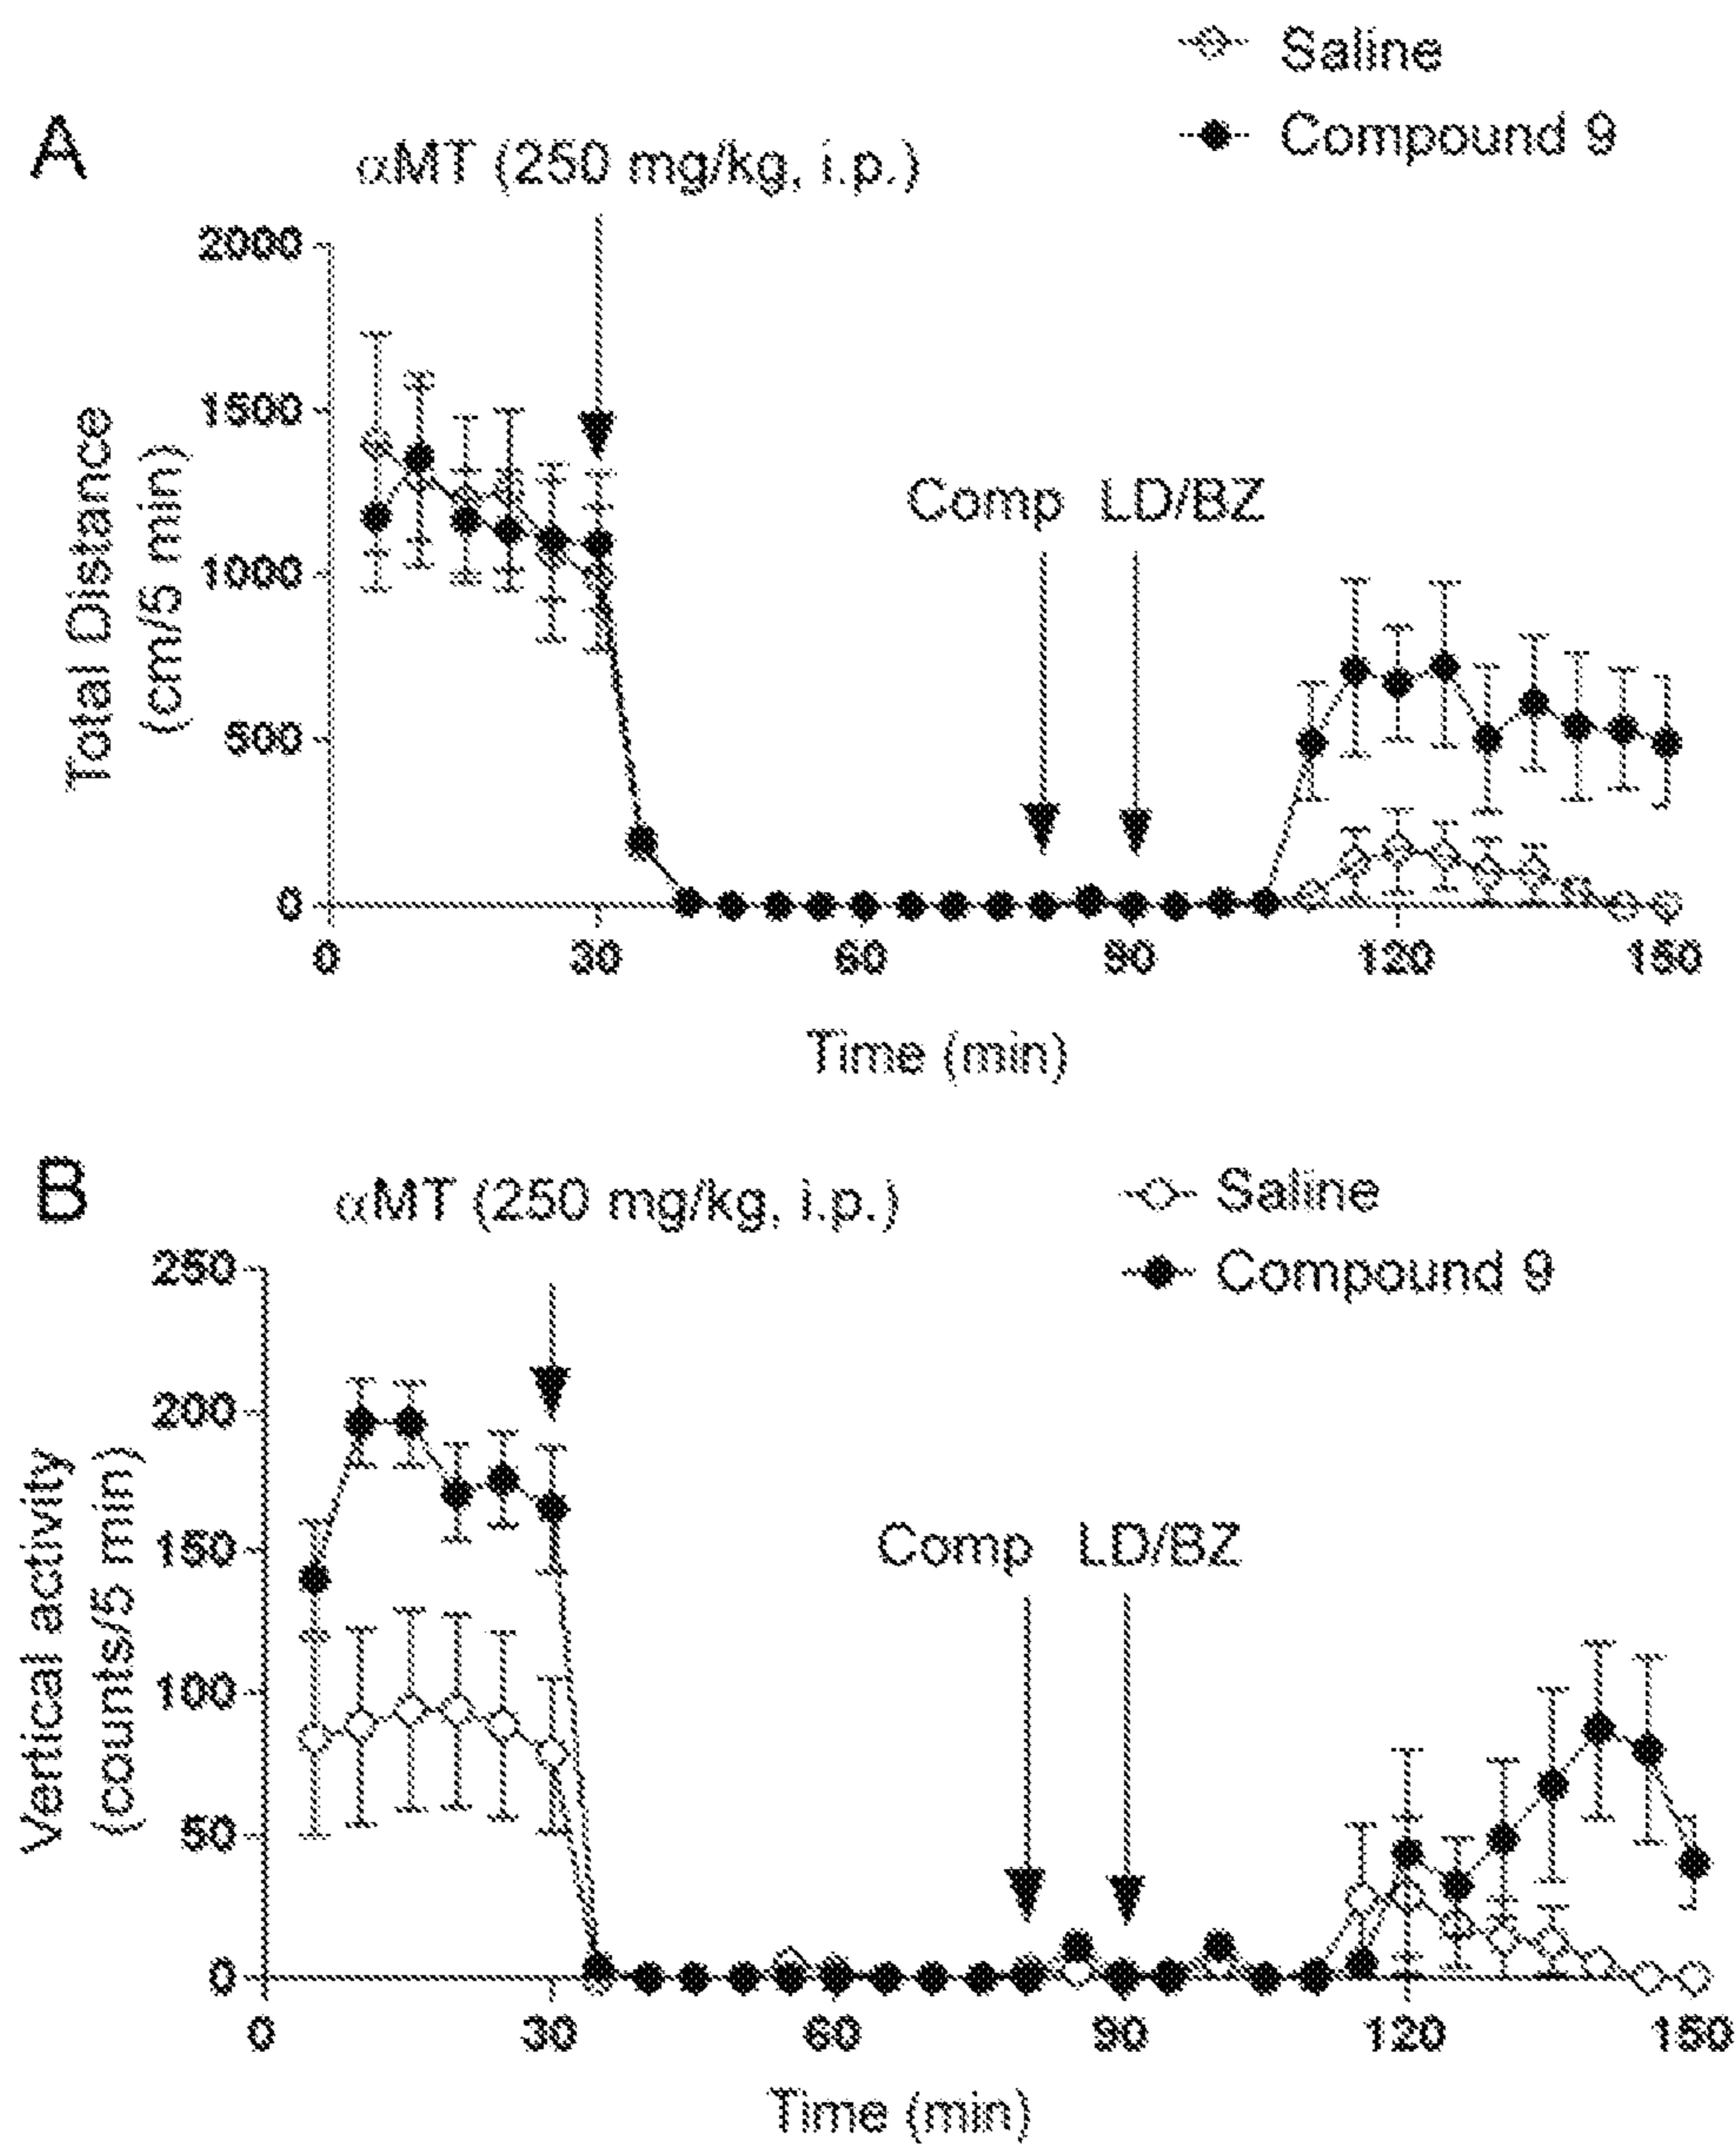 Saline
Compound 9
A
αMT (250 mg/kg, i.p.)
2000
1500
1000
500
0
Total Distance
(cm/5 min)
Comp LD/BZ
0 30 60 90 120 150
Time (min)
B
αMT (250 mg/kg, i.p.)
Saline
Compound 9
250
200
150
100
50
0
Vertical activity
(counts/5 min)
Comp LD/BZ
0 30 60 90 120 150
Time (min)